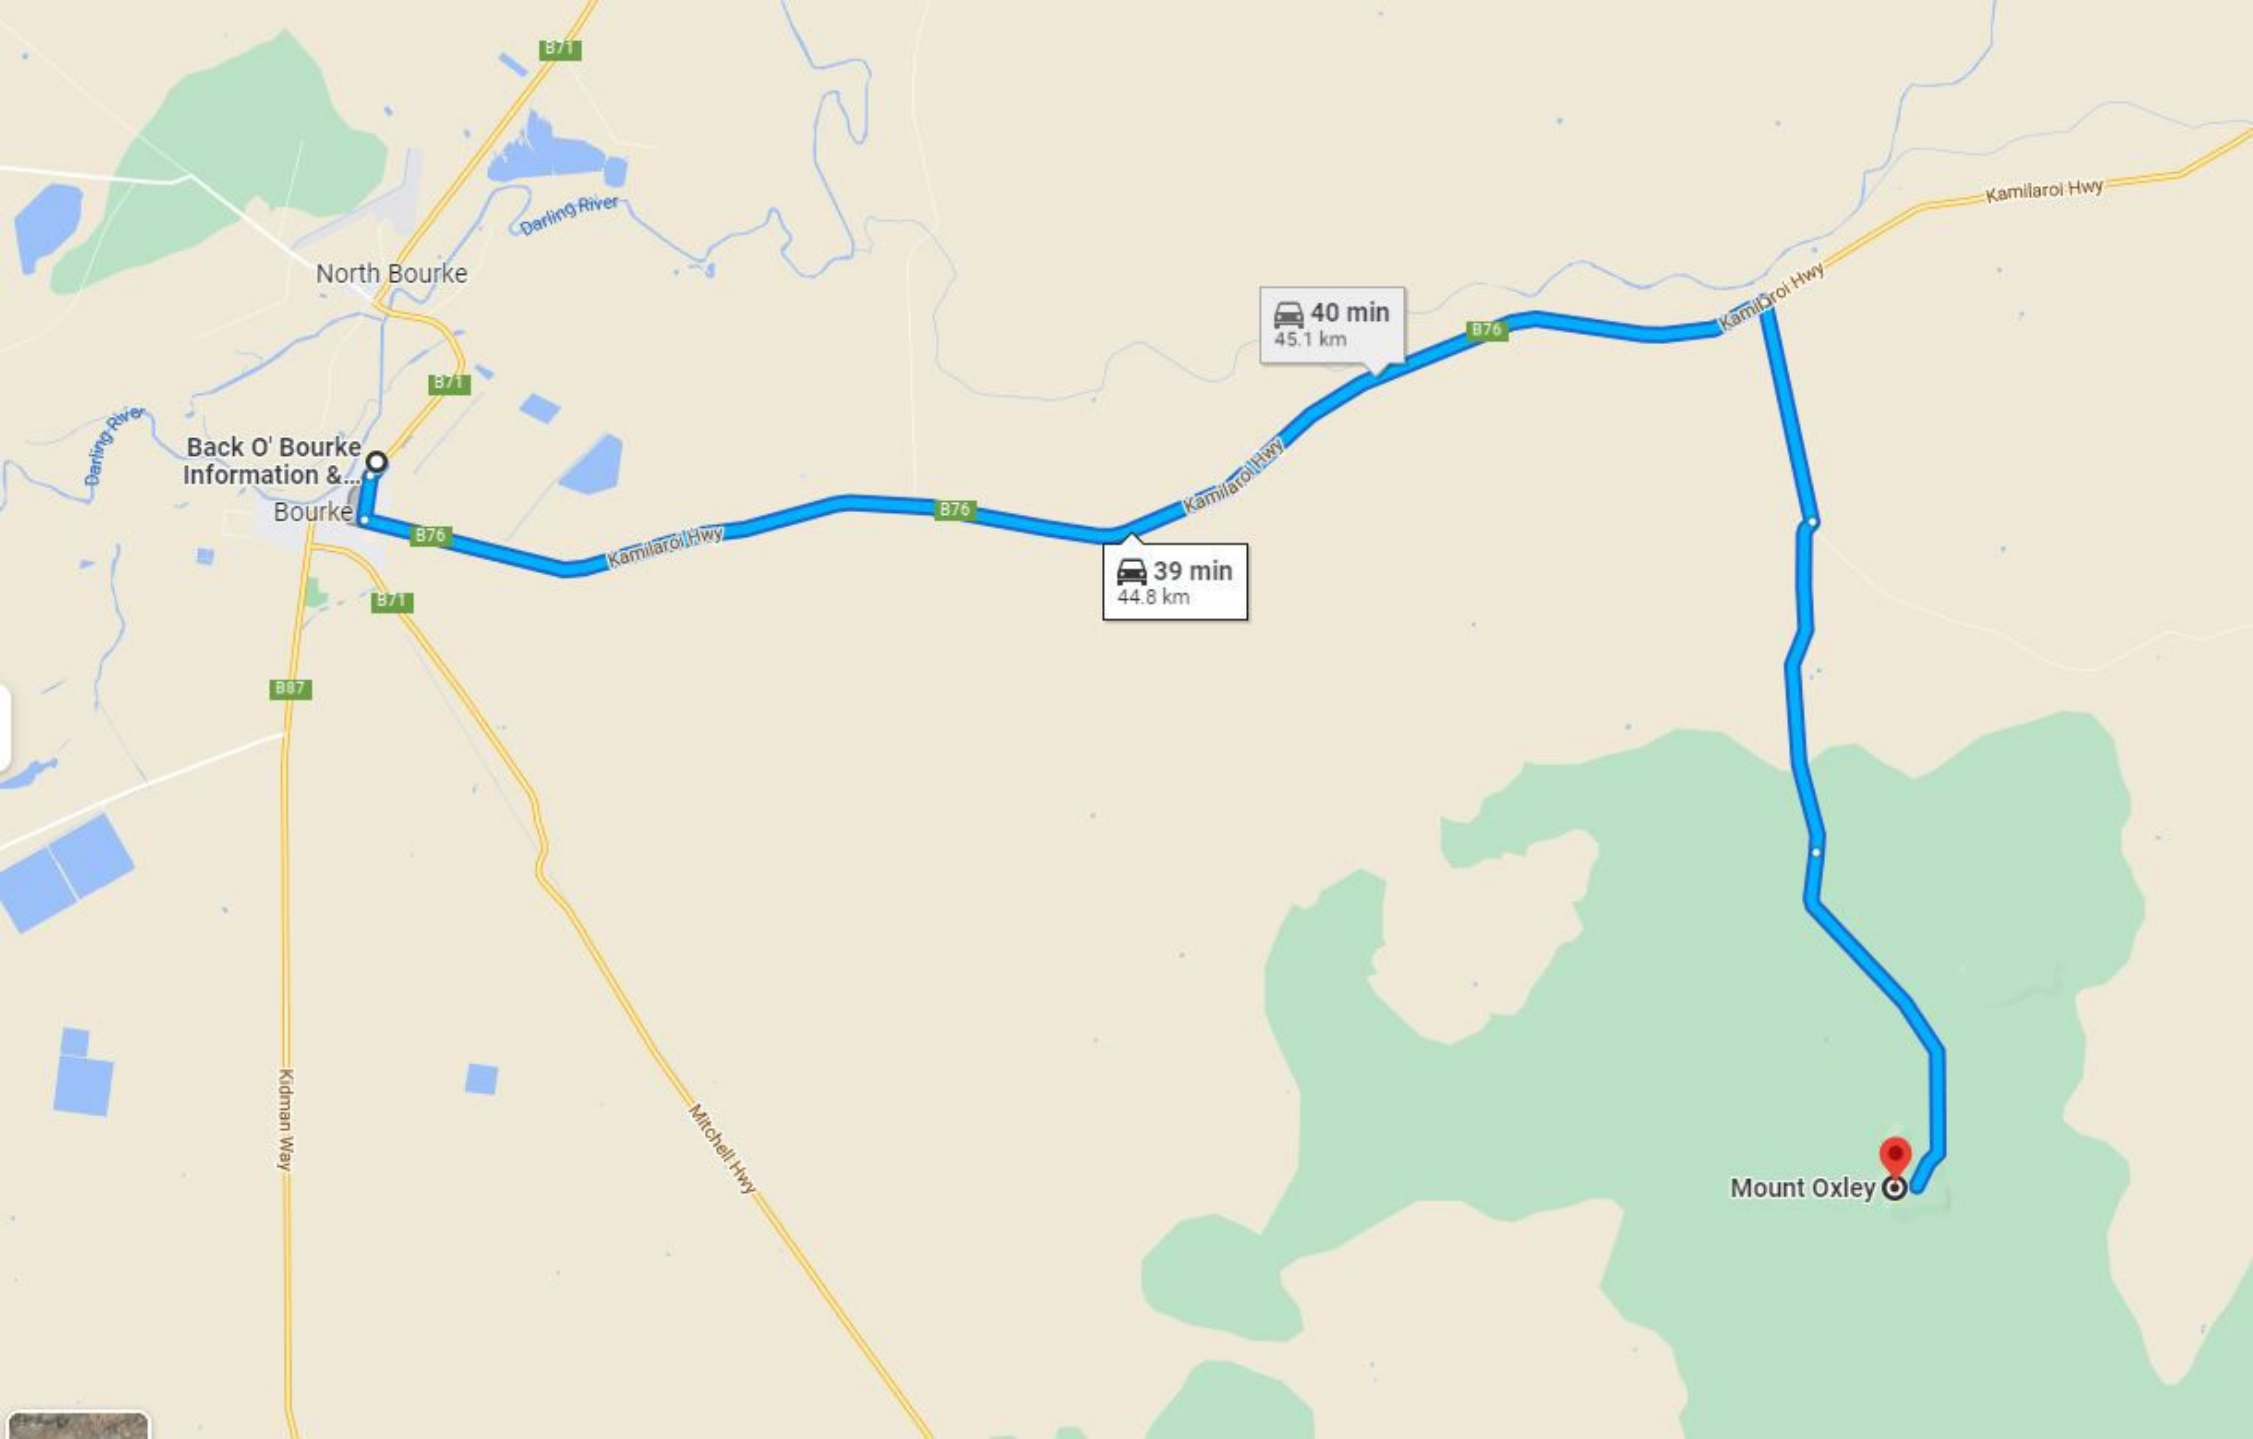 B71
Darling River
Kamilaroi Hwy
North Bourke
Kamilaroi Hwy
40 min
45.1 km
B76
B71
Darling River
Back O' Bourke
Information &...
Bourke
Kamilaroi Hwy
B76
B76
Kamilaroi Hwy
39 min
44.8 km
B71
B87
Kidman Way
Mitchell Hwy
Mount Oxley